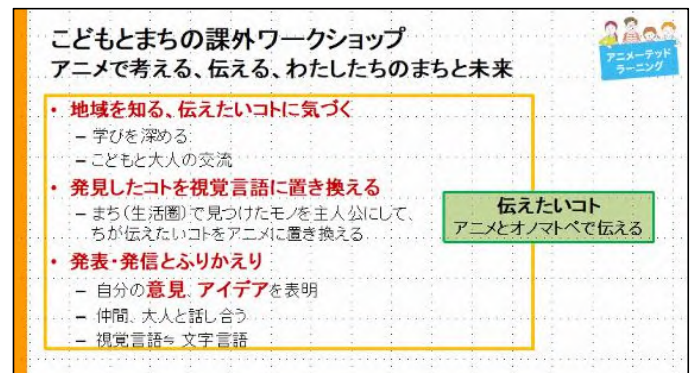 こどもとまちの課外ワークショップ
アニメで考える、伝える、わたしたちのまちと未来
アニメーテッド
ラーニング
• 地域を知る、伝えたいコトに気づく
– 学びを深める
– こどもと大人の交流
• 発見したコトを視覚言語に置き換える
– まち(生活圏)で見つけたモノを主人公にして、
ちが伝えたいコトをアニメに置き換える
伝えたいコト
アニメとオノマトペで伝える
• 発表・発信とふりかえり
– 自分の意見、アイデアを表明
– 仲間、大人と話し合う
– 視覚言語≒文字言語